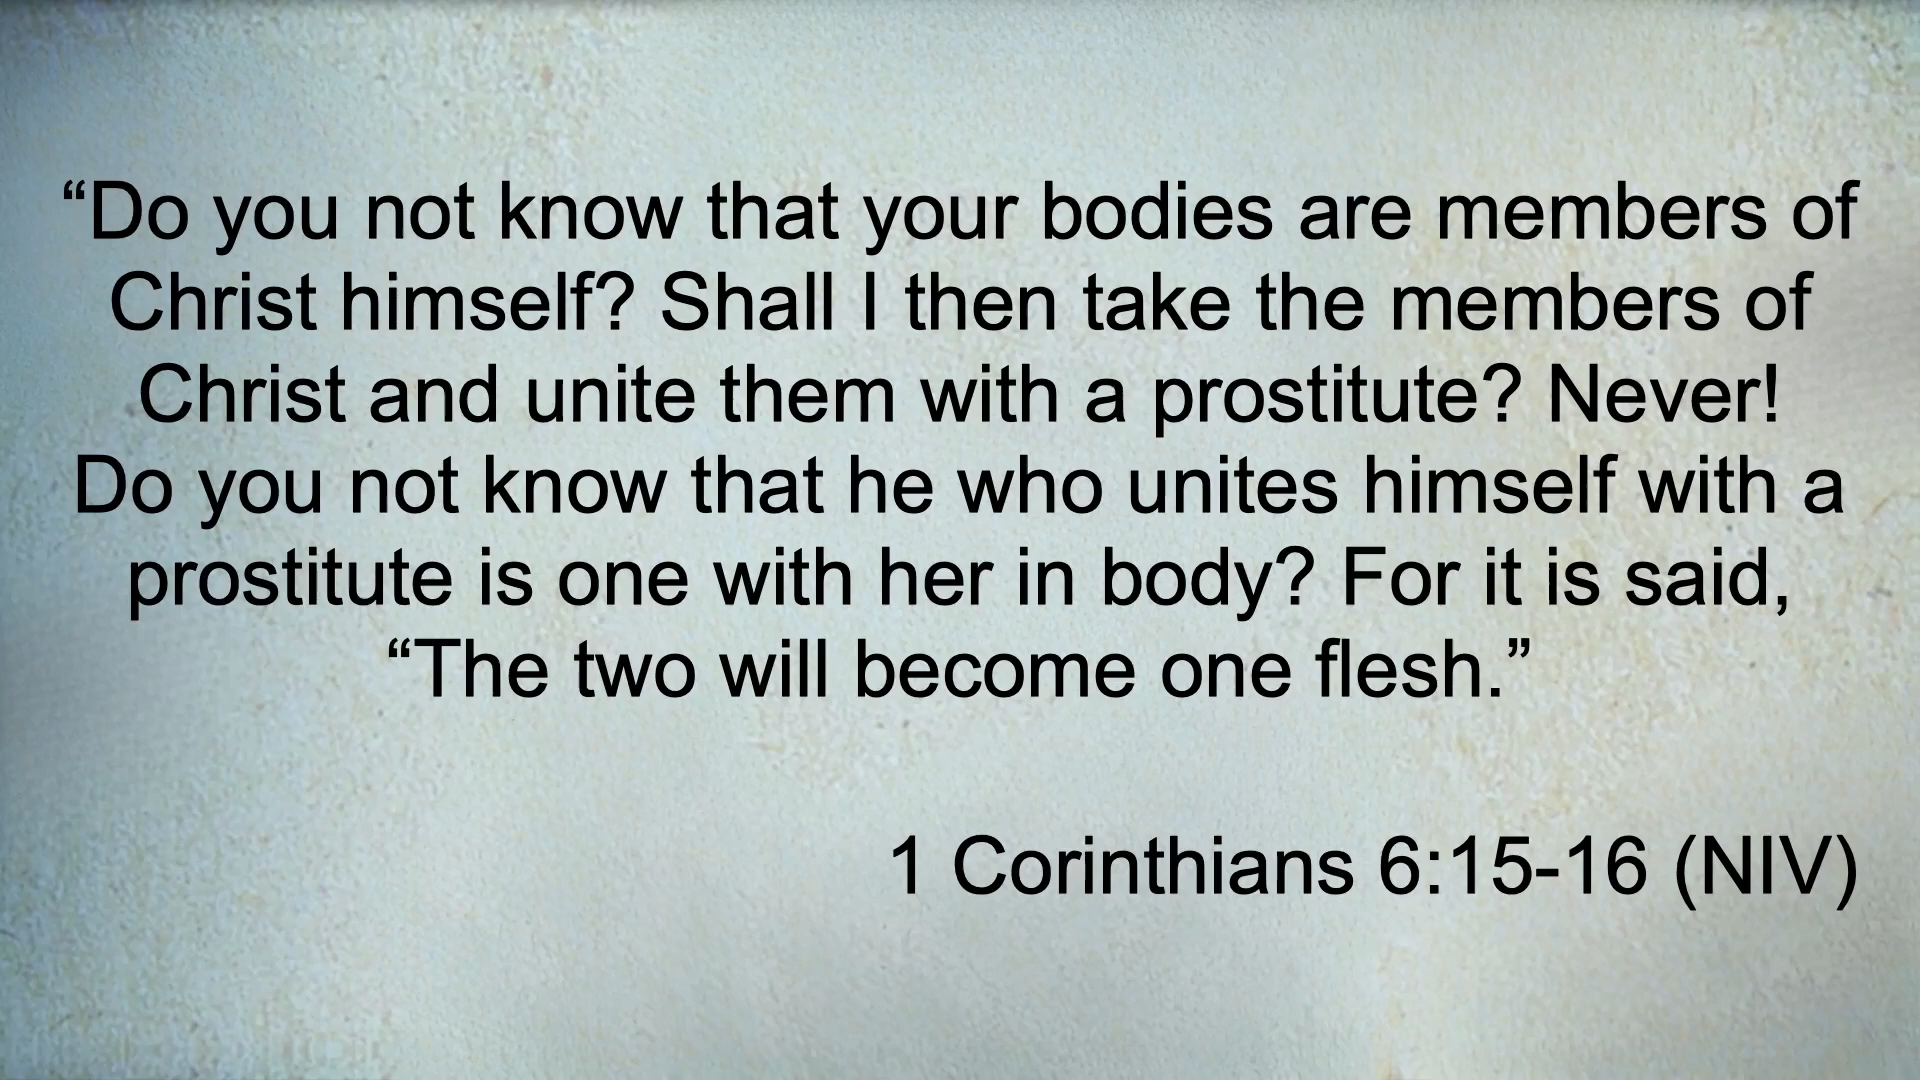 “Do you not know that your bodies are members of
Christ himself? Shall I then take the members of
Christ and unite them with a prostitute? Never!
Do you not know that he who unites himself with a
prostitute is one with her in body? For it is said,
“The two will become one flesh.”
1 Corinthians 6:15-16 (NIV)